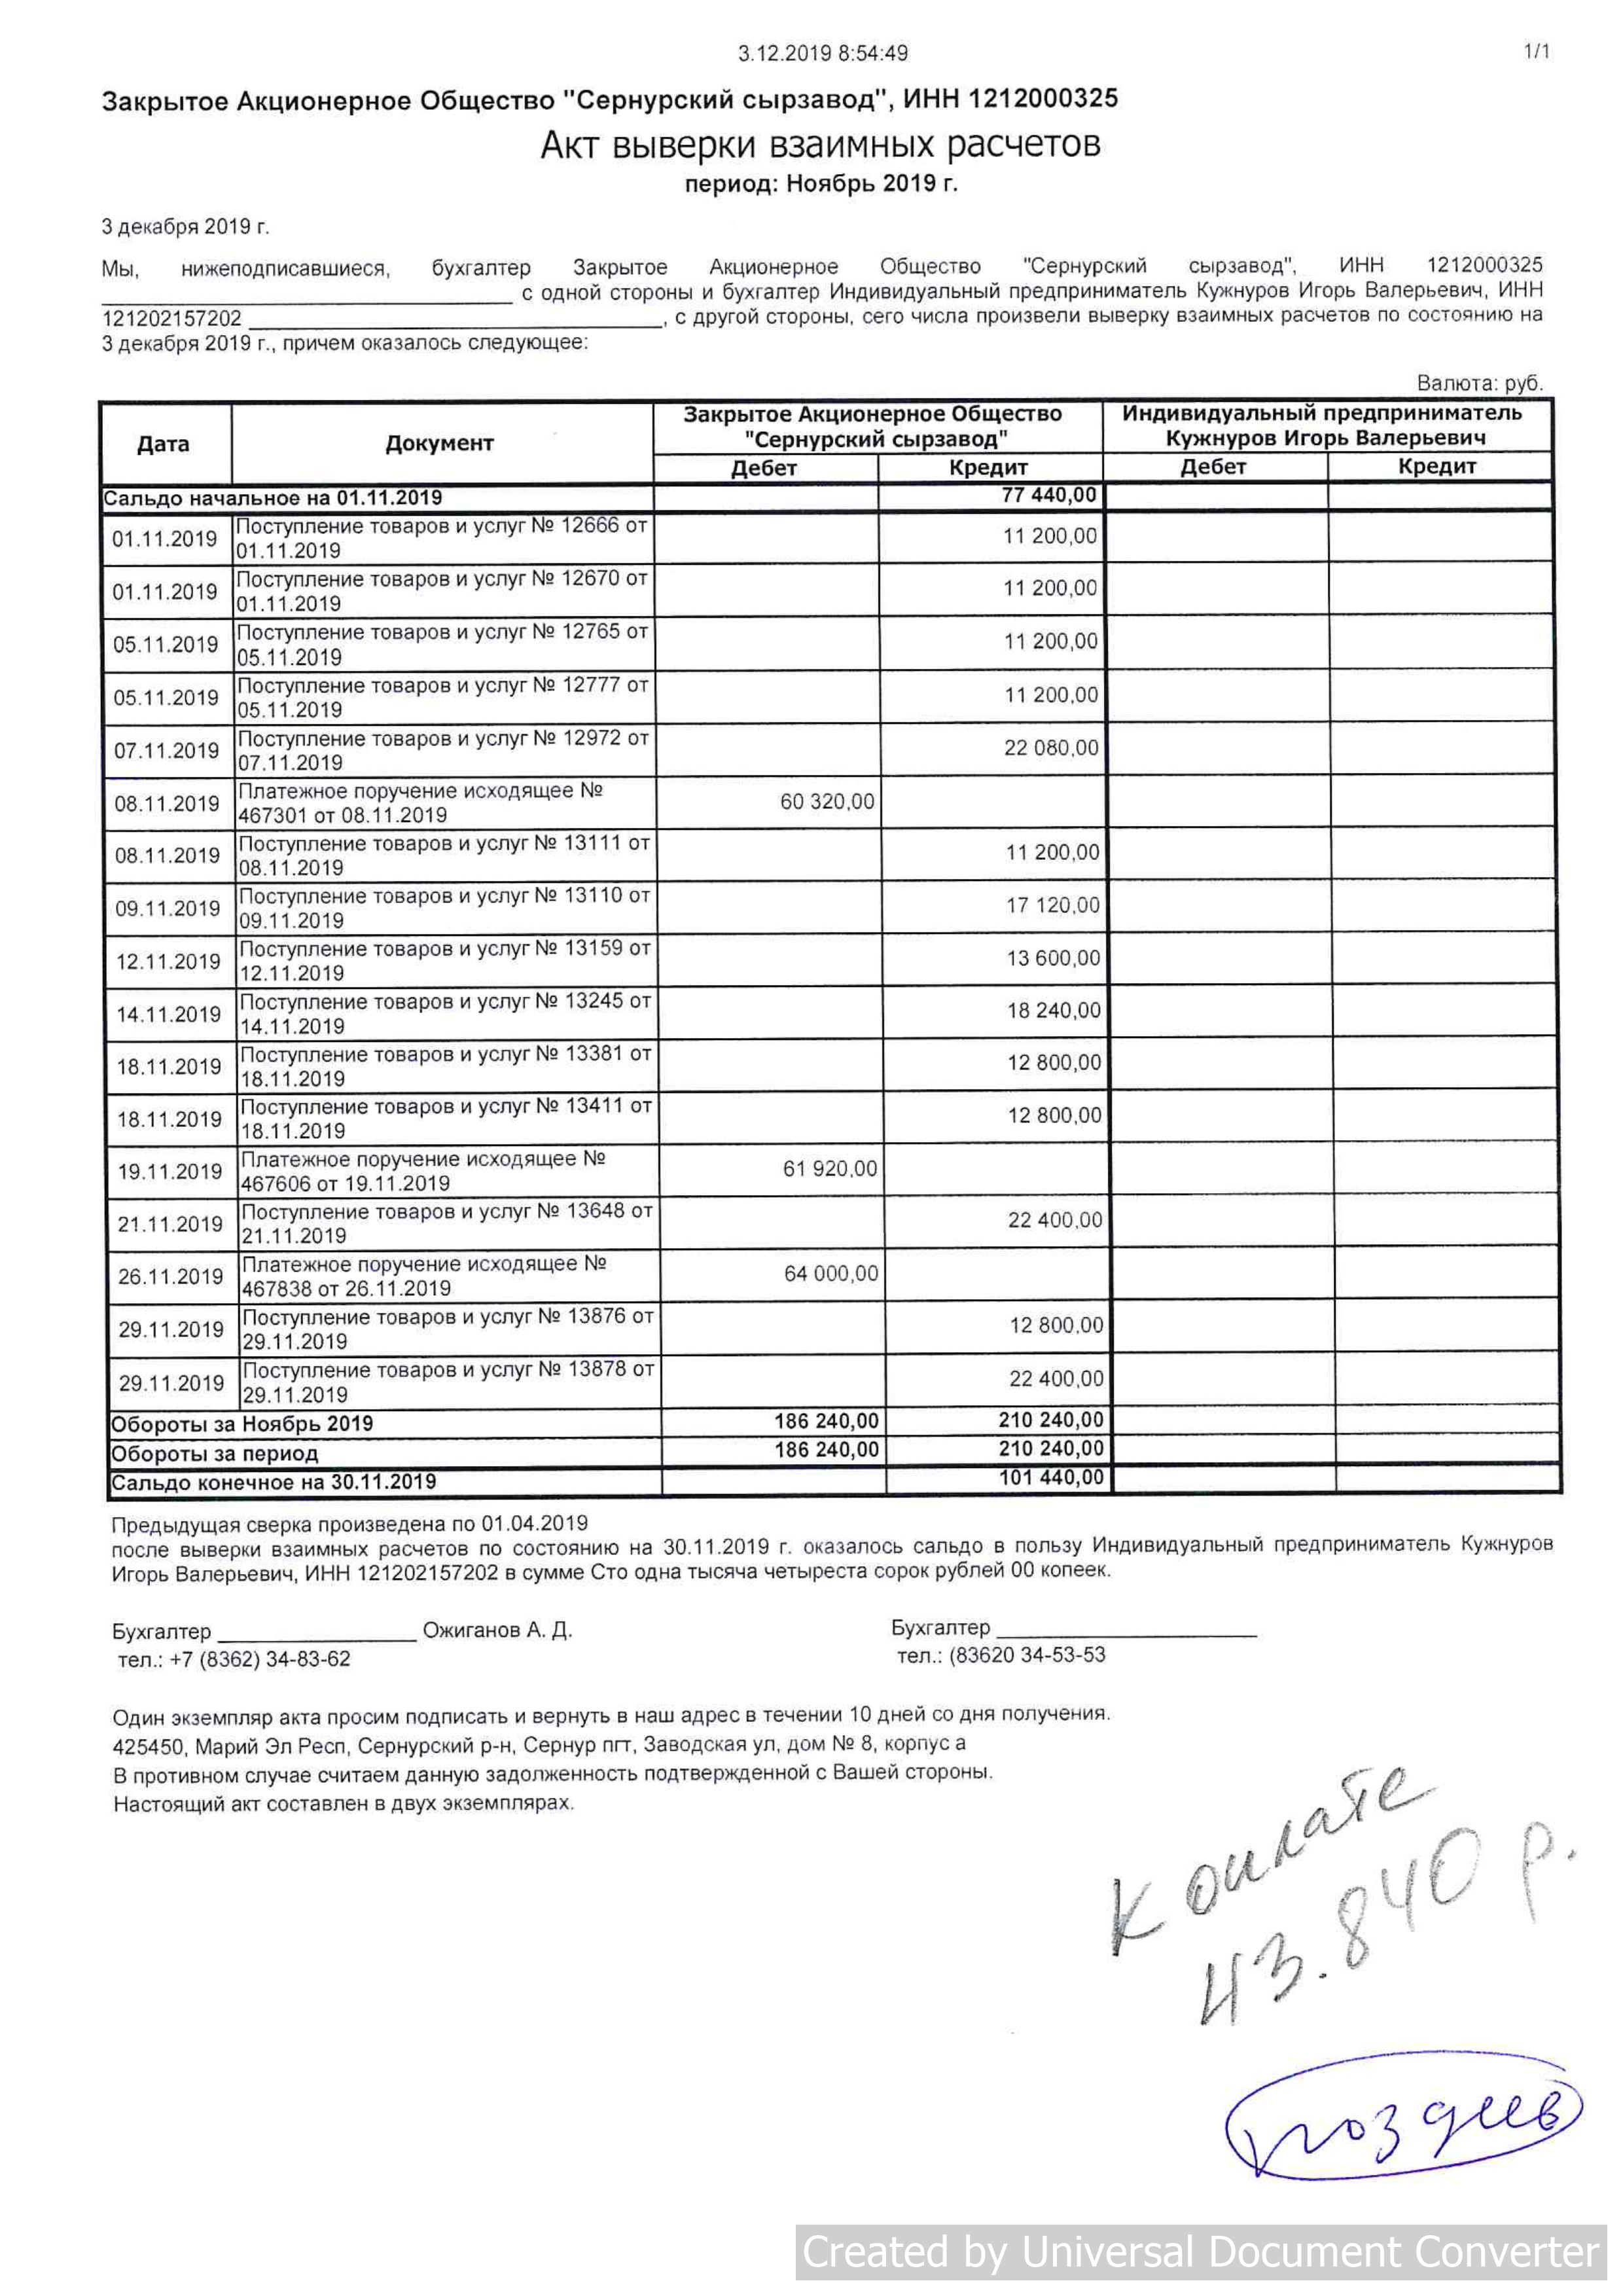 3.12.2019 8:54:49
1/1
Закрытое Акционерное Общество "Сернурский сырзавод", ИНН 1212000325
Акт выверки взаимных расчетов
период: Ноябрь 2019 г.
3 декабря 2019 г.
Мы, нижеподписавшиеся, бухгалтер Закрытое Акционерное Общество "Сернурский сырзавод", ИНН 1212000325
с одной стороны и бухгалтер Индивидуальный предприниматель Кужнуров Игорь Валерьевич, ИНН
121202157202 , с другой стороны, сего числа произвели выверку взаимных расчетов по состоянию на
3 декабря 2019 г., причем оказалось следующее:
Валюта: руб.
Дата Документ Закрытое Акционерное Общество Индивидуальный предприниматель
"Сернурский сырзавод" Кужнуров Игорь Валерьевич
Дебет Кредит Дебет Кредит
Сальдо начальное на 01.11.2019 77 440,00
01.11.2019 Поступление товаров и услуг № 12666 от 11 200,00
01.11.2019
01.11.2019 Поступление товаров и услуг № 12670 от 11 200,00
01.11.2019
05.11.2019 Поступление товаров и услуг № 12765 от 11 200,00
05.11.2019
05.11.2019 Поступление товаров и услуг № 12777 от 11 200,00
05.11.2019
07.11.2019 Поступление товаров и услуг № 12972 от 22 080,00
07.11.2019
08.11.2019 Платежное поручение исходящее № 60 320,00
467301 от 08.11.2019
08.11.2019 Поступление товаров и услуг № 13111 от 11 200,00
08.11.2019
09.11.2019 Поступление товаров и услуг № 13110 от 17 120,00
09.11.2019
12.11.2019 Поступление товаров и услуг № 13159 от 13 600,00
12.11.2019
14.11.2019 Поступление товаров и услуг № 13245 от 18 240,00
14.11.2019
18.11.2019 Поступление товаров и услуг № 13381 от 12 800,00
18.11.2019
18.11.2019 Поступление товаров и услуг № 13411 от 12 800,00
18.11.2019
19.11.2019 Платежное поручение исходящее № 61 920,00
467606 от 19.11.2019
21.11.2019 Поступление товаров и услуг № 13648 от 22 400,00
21.11.2019
26.11.2019 Платежное поручение исходящее № 64 000,00
467838 от 26.11.2019
29.11.2019 Поступление товаров и услуг № 13876 от 12 800,00
29.11.2019
29.11.2019 Поступление товаров и услуг № 13878 от 22 400,00
29.11.2019
Обороты за Ноябрь 2019 186 240,00 210 240,00
Обороты за период 186 240,00 210 240,00
Сальдо конечное на 30.11.2019 101 440,00
Предыдущая сверка произведена по 01.04.2019
после выверки взаимных расчетов по состоянию на 30.11.2019 г. оказалось сальдо в пользу Индивидуальный предприниматель Кужнуров
Игорь Валерьевич, ИНН 121202157202 в сумме Сто одна тысяча четыреста сорок рублей 00 копеек.
Бухгалтер Ожиганов А. Д. Бухгалтер
тел.: +7 (8362) 34-83-62 тел.: (83620 34-53-53
Один экземпляр акта просим подписать и вернуть в наш адрес в течении 10 дней со дня получения.
425450, Марий Эл Респ, Сернурский р-н, Сернур пгт, Заводская ул, дом № 8, корпус а
В противном случае считаем данную задолженность подтвержденной с Вашей стороны.
Настоящий акт составлен в двух экземплярах.
К оплате
43.840 р.
поздеев
Created by Universal Document Converter